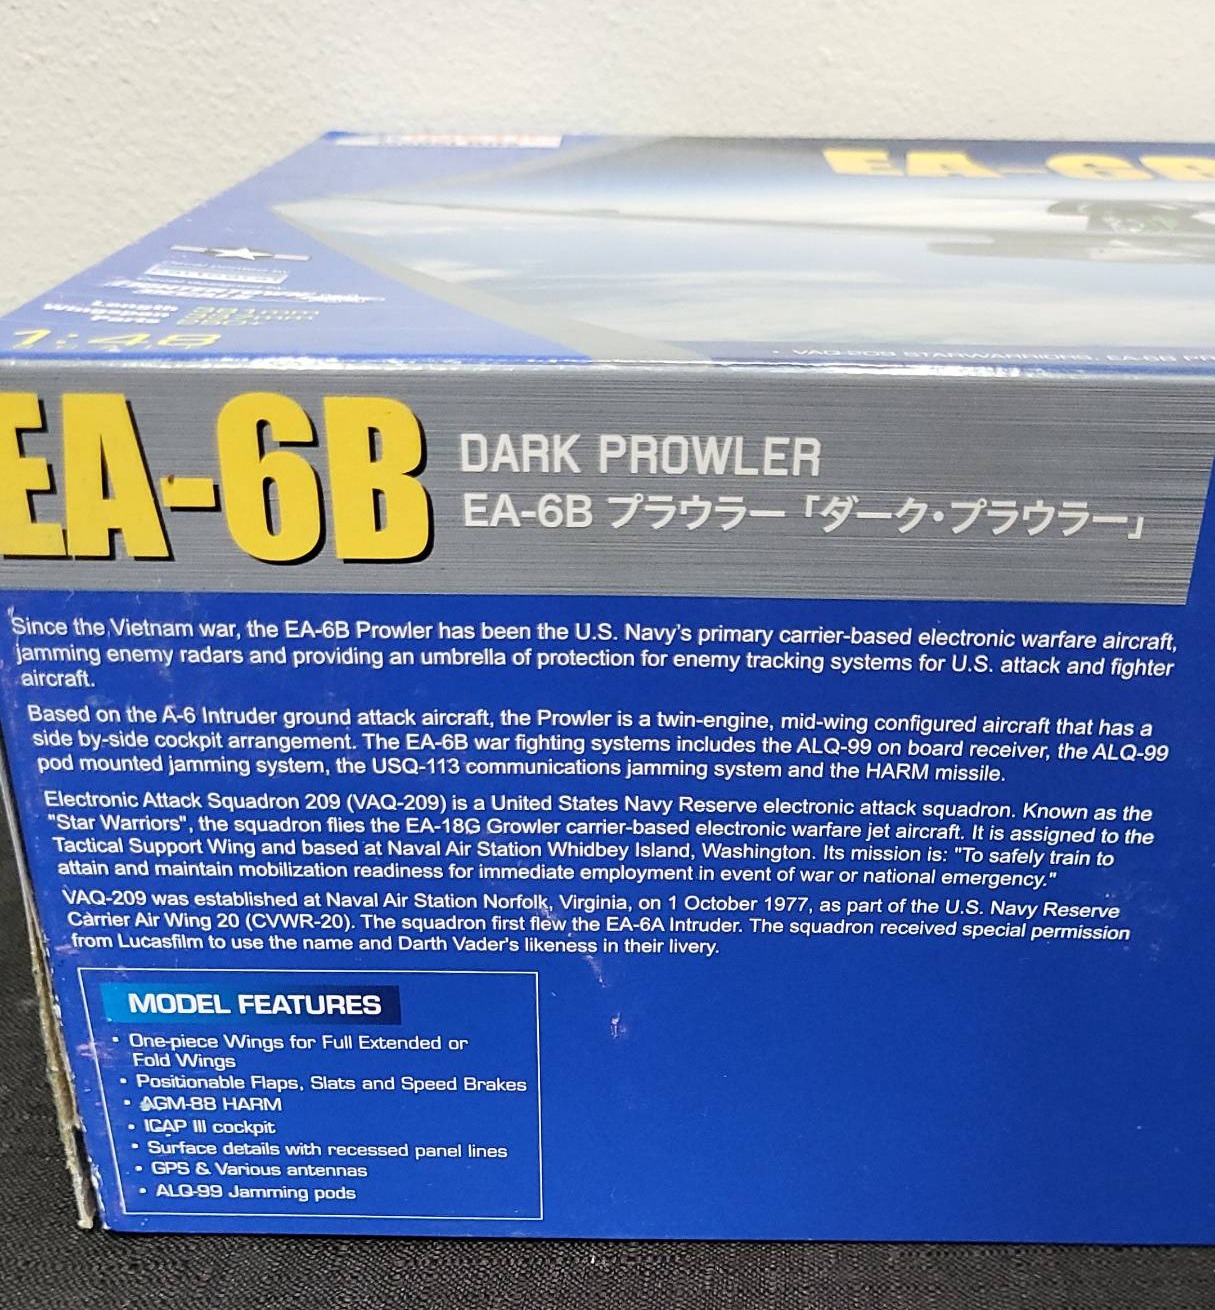 EA-6B
Length
1:48
VAQ-209 STARWARRIORS, EA-6B
EA-6B
DARK PROWLER
EA-6B プラウラー「ダーク・プラウラー」
Since the Vietnam war, the EA-6B Prowler has been the U.S. Navy's primary carrier-based electronic warfare aircraft,
jamming enemy radars and providing an umbrella of protection for enemy tracking systems for U.S. attack and fighter
aircraft.
Based on the A-6 Intruder ground attack aircraft, the Prowler is a twin-engine, mid-wing configured aircraft that has a
side by-side cockpit arrangement. The EA-6B war fighting systems includes the ALQ-99 on board receiver, the ALQ-99
pod mounted jamming system, the USQ-113 communications jamming system and the HARM missile.
Electronic Attack Squadron 209 (VAQ-209) is a United States Navy Reserve electronic attack squadron. Known as the
"Star Warriors", the squadron flies the EA-18G Growler carrier-based electronic warfare jet aircraft. It is assigned to the
Tactical Support Wing and based at Naval Air Station Whidbey Island, Washington. Its mission is: "To safely train to
attain and maintain mobilization readiness for immediate employment in event of war or national emergency."
VAQ-209 was established at Naval Air Station Norfolk, Virginia, on 1 October 1977, as part of the U.S. Navy Reserve
Carrier Air Wing 20 (CVWR-20). The squadron first flew the EA-6A Intruder. The squadron received special permission
from Lucasfilm to use the name and Darth Vader's likeness in their livery.
MODEL FEATURES
• One-piece Wings for Full Extended or
Fold Wings
• Positionable Flaps, Slats and Speed Brakes
• AGM-88 HARM
• ICAP III cockpit
• Surface details with recessed panel lines
• GPS & Various antennas
• ALQ-99 Jamming pods